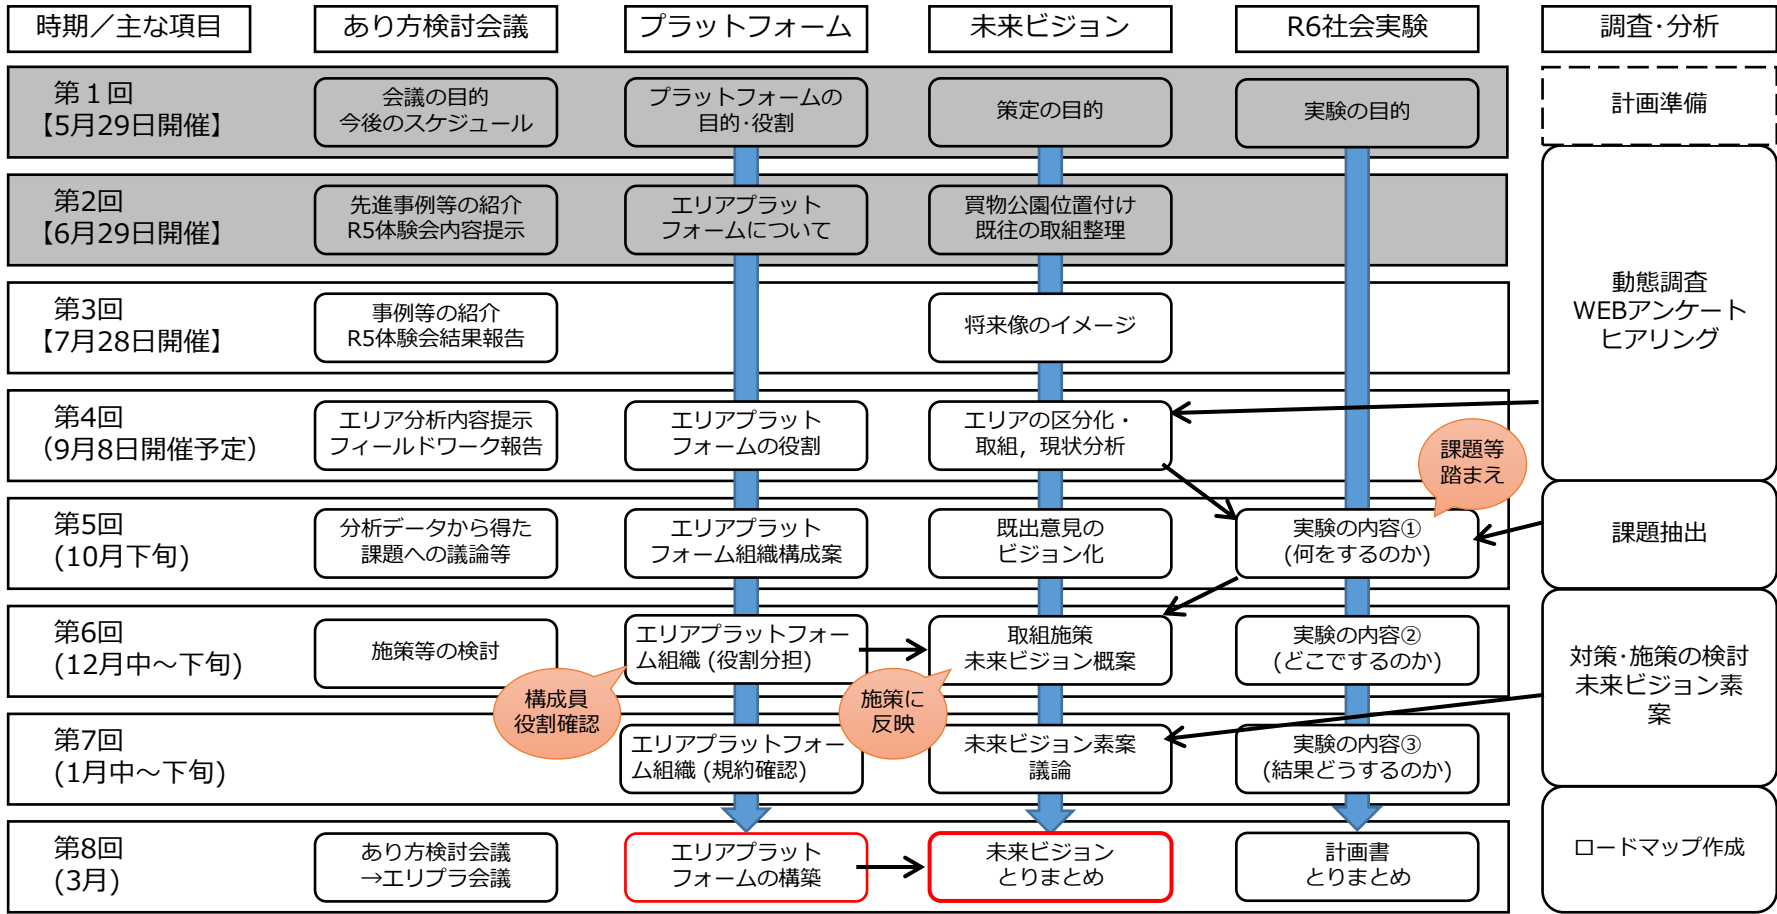 時期／主な項目
あり方検討会議
プラットフォーム
未来ビジョン
R6社会実験
調査･分析
第１回
【5月29日開催】
会議の目的
今後のスケジュール
プラットフォームの
目的･役割
策定の目的
実験の目的
計画準備
第2回
【6月29日開催】
先進事例等の紹介
R5体験会内容提示
エリアプラット
フォームについて
買物公園位置付け
既往の取組整理
動態調査
WEBアンケート
ヒアリング
第3回
【7月28日開催】
事例等の紹介
R5体験会結果報告
将来像のイメージ
第4回
（9月8日開催予定）
エリア分析内容提示
フィールドワーク報告
エリアプラット
フォームの役割
エリアの区分化・
取組，現状分析
課題等
踏まえ
第5回
(10月下旬)
分析データから得た
課題への議論等
エリアプラット
フォーム組織構成案
既出意見の
ビジョン化
実験の内容①
(何をするのか)
課題抽出
第6回
(12月中～下旬)
施策等の検討
エリアプラットフォー
ム組織 (役割分担)
取組施策
未来ビジョン概案
実験の内容②
(どこでするのか)
対策･施策の検討
未来ビジョン素
案
構成員
役割確認
施策に
反映
第7回
(1月中～下旬)
エリアプラットフォー
ム組織 (規約確認)
未来ビジョン素案
議論
実験の内容③
(結果どうするのか)
第8回
(3月)
あり方検討会議
→エリプラ会議
エリアプラット
フォームの構築
未来ビジョン
とりまとめ
計画書
とりまとめ
ロードマップ作成